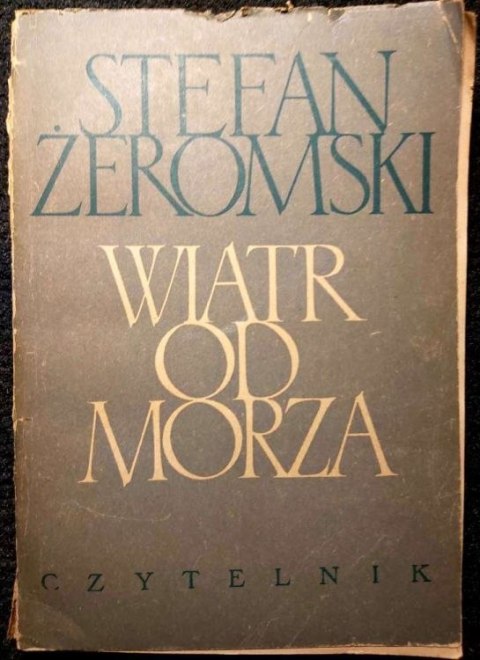 STEFAN
ŻEROMSKI
WIATR
OD
MORZA
CZYTELNIK